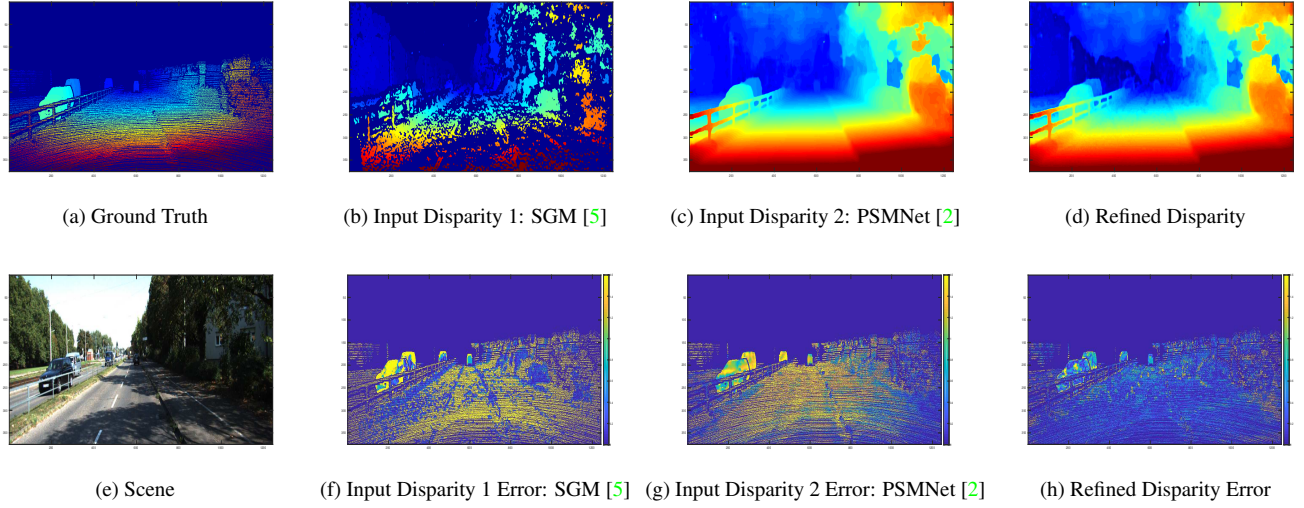 (a) Ground Truth
(b) Input Disparity 1: SGM [5]
(c) Input Disparity 2: PSMNet [2]
(d) Refined Disparity
(e) Scene
(f) Input Disparity 1 Error: SGM [5]
(g) Input Disparity 2 Error: PSMNet [2]
(h) Refined Disparity Error